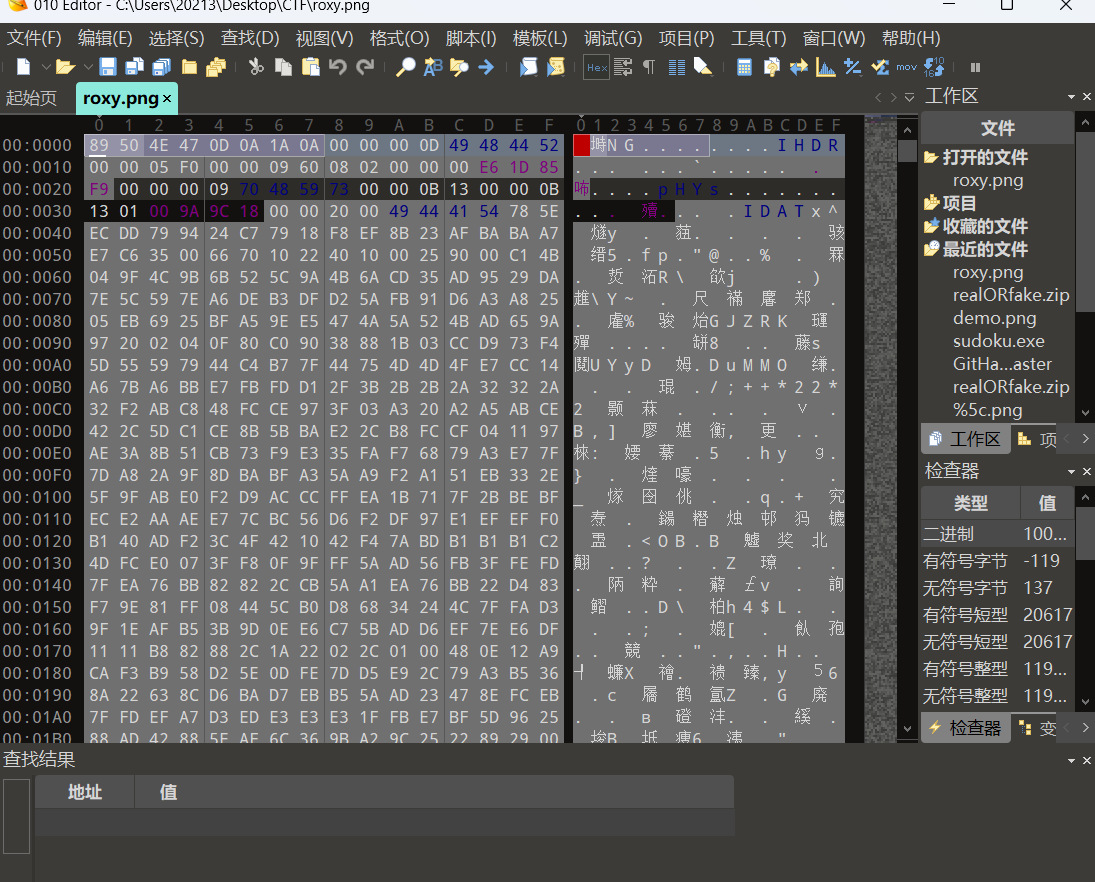 010 Editor - C:\Users\20213\Desktop\CTF\roxy.png
文件(F) 编辑(E) 选择(S) 查找(D) 视图(V) 格式(O) 脚本(I) 模板(L) 调试(G) 项目(P) 工具(T) 窗口(W) 帮助(H)
Hex mov
起始页 roxy.png ×
0 1 2 3 4 5 6 7 8 9 A B C D E F 0 1 2 3 4 5 6 7 8 9 A B C D E F
00:0000 89 50 4E 47 0D 0A 1A 0A 00 00 00 0D 49 48 44 52 NG........IHDR
00:0010 00 00 05 F0 00 00 09 60 08 02 00 00 00 E6 1D 85
00:0020 F9 00 00 00 09 70 48 59 73 00 00 0B 13 00 00 0B ....pHYs.......
00:0030 13 01 00 9A 9C 18 00 00 20 00 49 44 41 54 78 5E IDATx^
00:0040 EC DD 79 94 24 C7 79 18 F8 EF 8B 23 AF BA BA A7
00:0050 E7 C6 35 00 66 70 10 22 40 10 00 25 90 00 C1 4B
00:0060 04 9F 4C 9B 6B 52 5C 9A 4B 6A CD 35 AD 95 29 DA
00:0070 7E 5C 59 7E A6 DE B3 DF D2 5A FB 91 D6 A3 A8 25
00:0080 05 EB 69 25 BF A5 9E E5 47 4A 5A 52 4B AD 65 9A
00:0090 97 20 02 04 0F 80 C0 90 38 88 1B 03 CC D9 73 F4
00:00A0 5D 55 59 79 44 C4 B7 7F 44 75 4D 4D 4F E7 CC 14
00:00B0 A6 7B A6 BB E7 FB FD D1 2F 3B 2B 2B 2A 32 32 2A
00:00C0 32 F2 AB C8 48 FC CE 97 3F 03 A3 20 A2 A5 AB CE
00:00D0 42 2C 5D C1 CE 8B 5B BA E2 2C B8 FC CF 04 11 97
00:00E0 AE 3A 8B 51 CB 73 F9 E3 35 FA F7 68 79 A3 E7 7F
00:00F0 7D A8 2A 9F 8D BA BF A3 5A A9 F2 A1 51 EB 33 2E
00:0100 5F 9F AB E0 F2 D9 AC CC FF EA 1B 71 7F 2B BE BF
00:0110 EC E2 AA AE E7 7C BC 56 D6 F2 DF 97 E1 EF EF F0
00:0120 B1 40 AD F2 3C 4F 42 10 42 F4 7A BD B1 B1 B1 C2
00:0130 4D FC E0 07 3F F8 0F 9F FF 5A AD 56 FB 3F FE FD
00:0140 7F EA 76 BB 82 82 2C CB 5A A1 EA 76 BB 22 D4 83
00:0150 F7 9E 81 FF 08 44 5C B0 D8 68 34 24 4C 7F FA D3
00:0160 9F 1E AF B5 3B 9D 0E E6 C7 5B AD D6 EF 7E E6 DF
00:0170 11 11 B8 82 88 2C 1A 22 02 2C 01 00 48 0E 12 A9
00:0180 CA F3 B9 58 D2 5E 0D FE 7D D5 E9 2C 79 A3 B5 36
00:0190 8A 22 63 8C D6 BA D7 EB B5 5A AD 23 47 8E FC EB
00:01A0 7F FD EF A7 D3 ED E3 E3 E3 1F FB E7 BF 5D 96 25
00:01B0 88 AD 42 88 5E AE 6C 36 9B A2 9C 25 22 89 29 00
工作区
文件
打开的文件
roxy.png
项目
收藏的文件
最近的文件
roxy.png
realORfake.zip
demo.png
sudoku.exe
GitHa...aster
realORfake.zip
%5c.png
工作区 项
检查器
类型 值
二进制 100...
有符号字节 -119
无符号字节 137
有符号短型 20617
无符号短型 20617
有符号整型 119...
无符号整型 119...
检查器 变
查找结果
地址 值